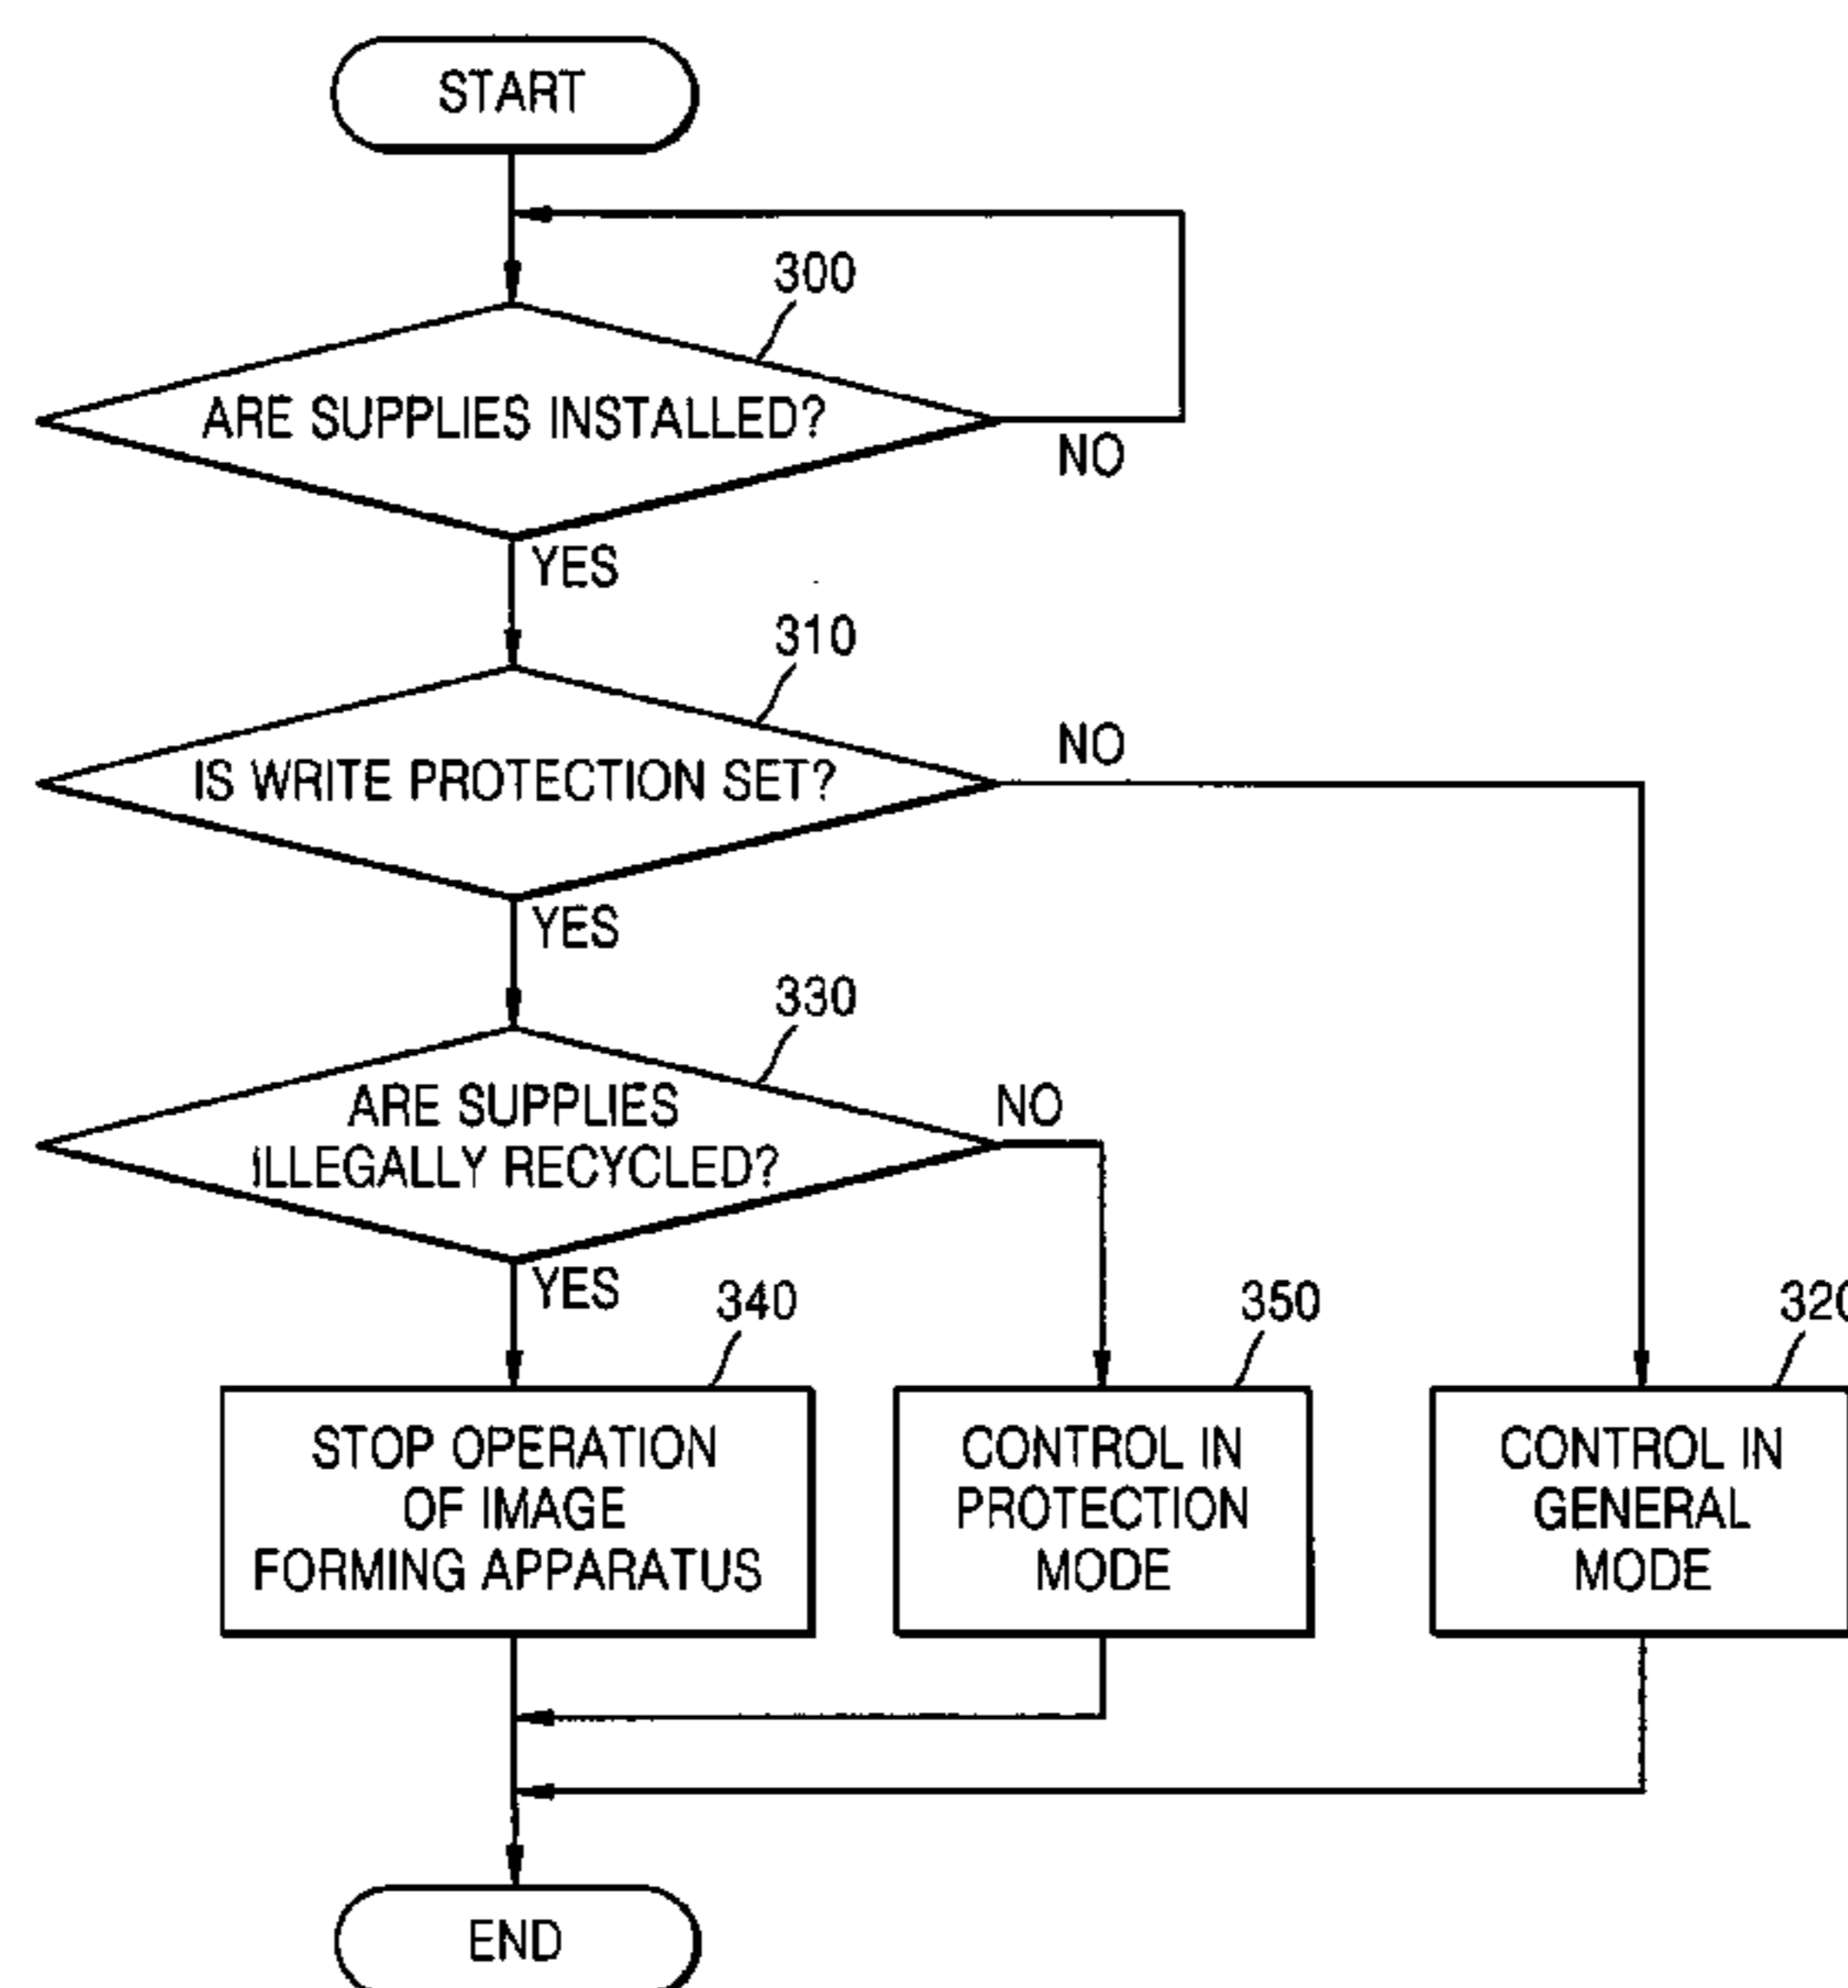 START
300
ARE SUPPLIES INSTALLED?
NO
YES
310
IS WRITE PROTECTION SET?
NO
YES
330
ARE SUPPLIES
ILLEGALLY RECYCLED?
NO
YES
340
STOP OPERATION
OF IMAGE
FORMING APPARATUS
350
CONTROL IN
PROTECTION
MODE
320
CONTROL IN
GENERAL
MODE
END